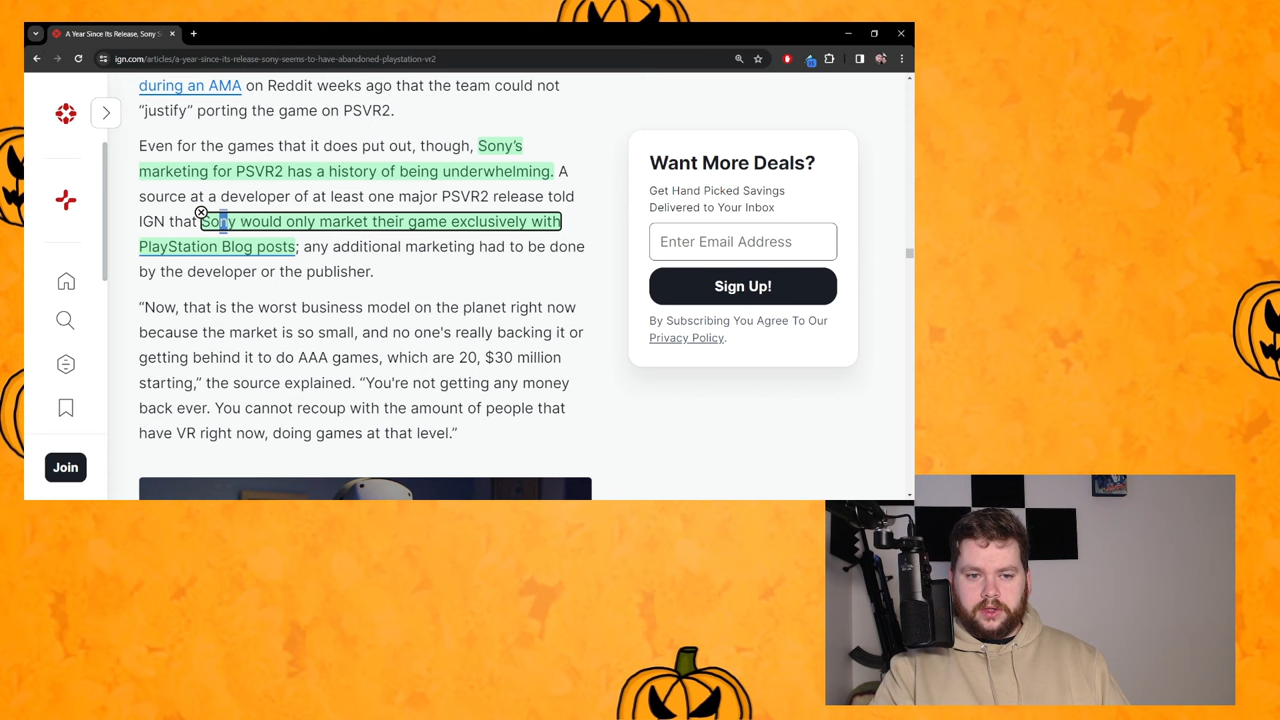 A Year Since Its Release, Sony S
ign.com/articles/a-year-since-its-release-sony-seems-to-have-abandoned-playstation-vr2
during an AMA on Reddit weeks ago that the team could not
“justify” porting the game on PSVR2.
Even for the games that it does put out, though, Sony’s
marketing for PSVR2 has a history of being underwhelming. A
source at a developer of at least one major PSVR2 release told
IGN that Sony would only market their game exclusively with
PlayStation Blog posts; any additional marketing had to be done
by the developer or the publisher.
“Now, that is the worst business model on the planet right now
because the market is so small, and no one's really backing it or
getting behind it to do AAA games, which are 20, $30 million
starting,” the source explained. “You're not getting any money
back ever. You cannot recoup with the amount of people that
have VR right now, doing games at that level.”
Want More Deals?
Get Hand Picked Savings
Delivered to Your Inbox
Enter Email Address
Sign Up!
By Subscribing You Agree To Our
Privacy Policy.
Join